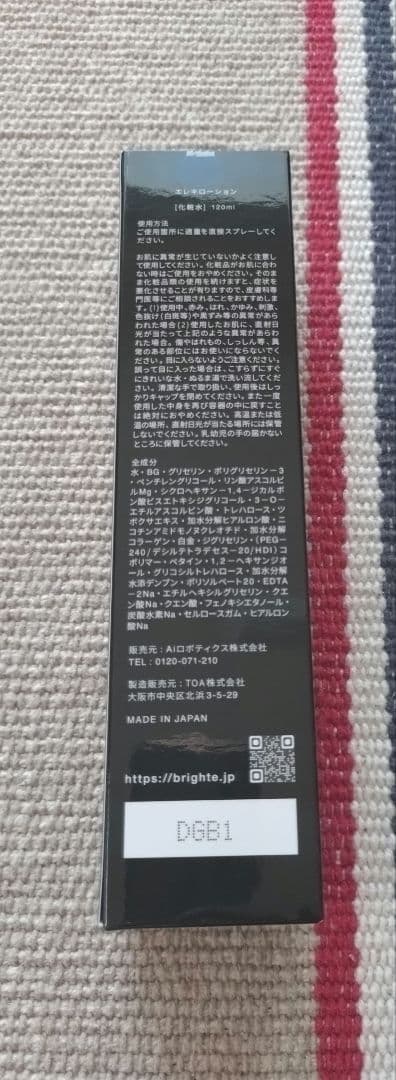 エレキローション
[化粧水] 120ml
使用方法
ご使用箇所に適量を直接スプレーしてく
ださい。
お肌に異常が生じていないかよく注意し
て使用してください。化粧品がお肌に合わ
ない時はご使用をおやめください。そのま
ま化粧品類の使用を続けますと、症状を
悪化させることが有りますので、皮膚科専
門医等にご相談されることをおすすめしま
す。(1)使用中、赤み、はれ、かゆみ、刺激、
色抜け(白斑等)や黒ずみ等の異常があら
われた場合(2)使用したお肌に、直射日
光が当たって上記のような異常があらわ
れた場合。傷やはれもの、しっしん等、異
常のある部位にはお使いにならないでく
ださい。目に入らないようご注意ください。
誤って目に入った場合は、こすらずにすぐ
にきれいな水・ぬるま湯で洗い流してくだ
さい。清潔な手で取り扱い、使用後はしっ
かりキャップを閉めてください。また一度
使用した中身を再び容器の中に戻すこと
は絶対におやめください。高温または低
温の場所、直射日光が当たる場所には保管
しないでください。乳幼児の手の届かない
ところに保管してください。
全成分
水・BG・グリセリン・ポリグリセリン-3
・ペンチレングリコール・リン酸アスコルビ
ルMg・シクロヘキサン-1,4-ジカルボ
ン酸ビスエトキシジグリコール・3-O-
エチルアスコルビン酸・トレハロース・ツ
ボクサエキス・加水分解ヒアルロン酸・ニ
コチンアミドモノヌクレオチド・加水分解
コラーゲン・白金・ジグリセリン・(PEG-
240/デシルテトラデセス-20/HDI)コ
ポリマー・ベタイン・1,2-ヘキサンジオ
ール・グリコシルトレハロース・加水分解
水添デンプン・ポリソルベート20・EDTA
-2Na・エチルヘキシルグリセリン・クエ
ン酸Na・クエン酸・フェノキシエタノール・
炭酸水素Na・セルロースガム・ヒアルロン
酸Na
販売元:Aiロボティクス株式会社
TEL:0120-071-210
製造販売元:TOA株式会社
大阪市中央区北浜3-5-29
MADE IN JAPAN
https://brighte.jp
DGB1